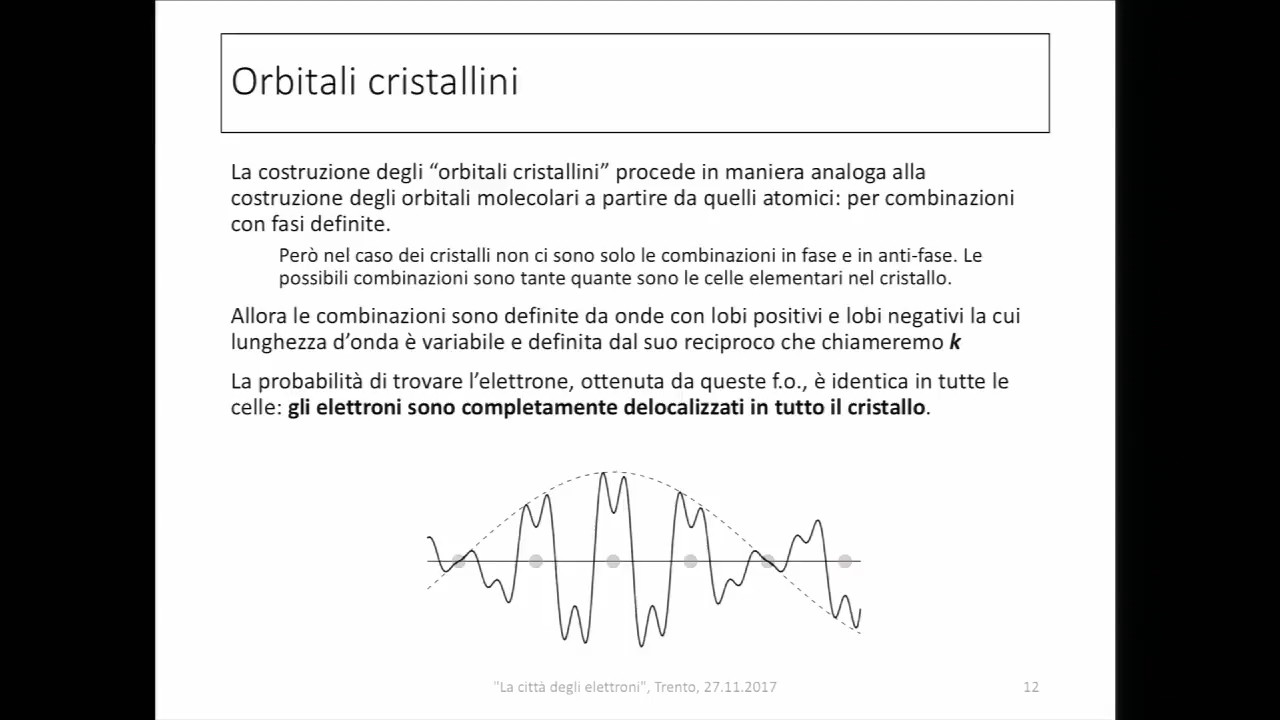 Orbitali cristallini
La costruzione degli “orbitali cristallini” procede in maniera analoga alla
costruzione degli orbitali molecolari a partire da quelli atomici: per combinazioni
con fasi definite.
Però nel caso dei cristalli non ci sono solo le combinazioni in fase e in anti-fase. Le
possibili combinazioni sono tante quante sono le celle elementari nel cristallo.
Allora le combinazioni sono definite da onde con lobi positivi e lobi negativi la cui
lunghezza d’onda è variabile e definita dal suo reciproco che chiameremo k
La probabilità di trovare l’elettrone, ottenuta da queste f.o., è identica in tutte le
celle: gli elettroni sono completamente delocalizzati in tutto il cristallo.
"La città degli elettroni", Trento, 27.11.2017
12